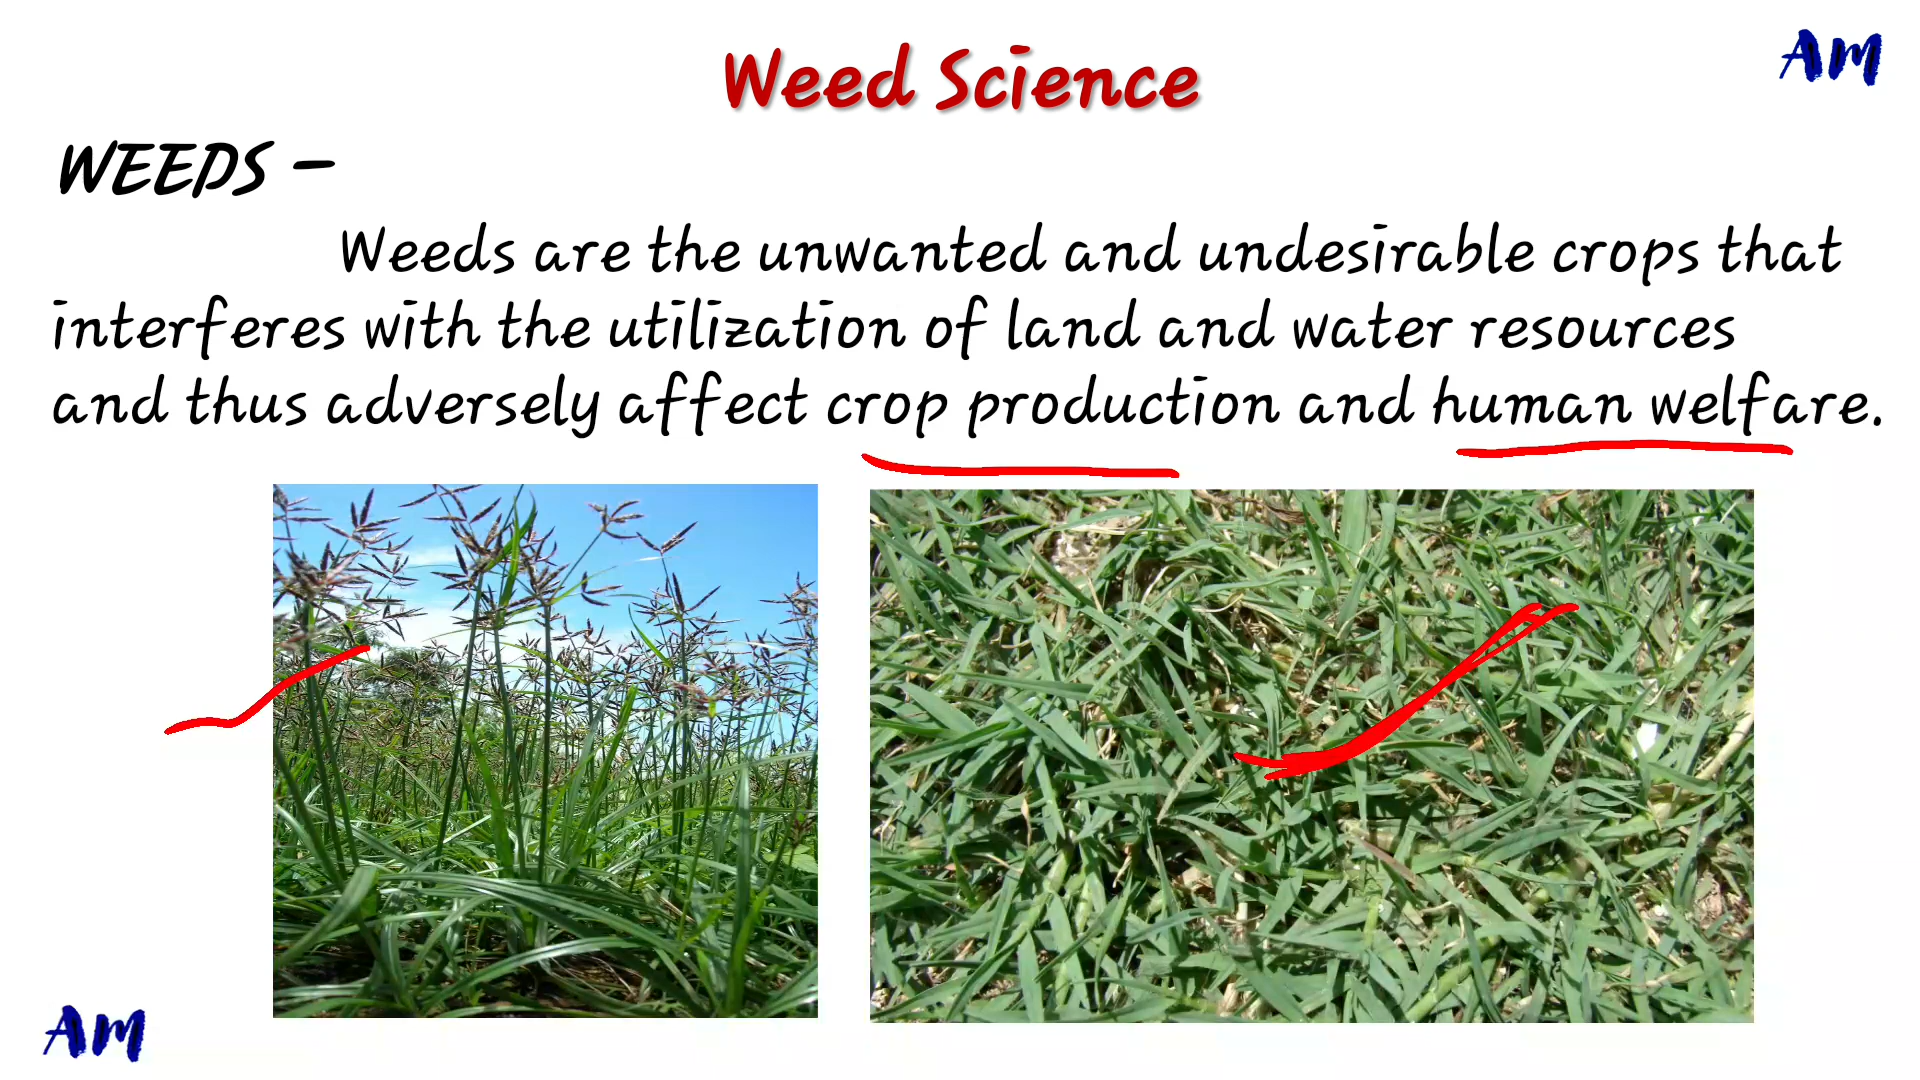 Weed Science
AM
WEEDS –
Weeds are the unwanted and undesirable crops that
interferes with the utilization of land and water resources
and thus adversely affect crop production and human welfare.
AM